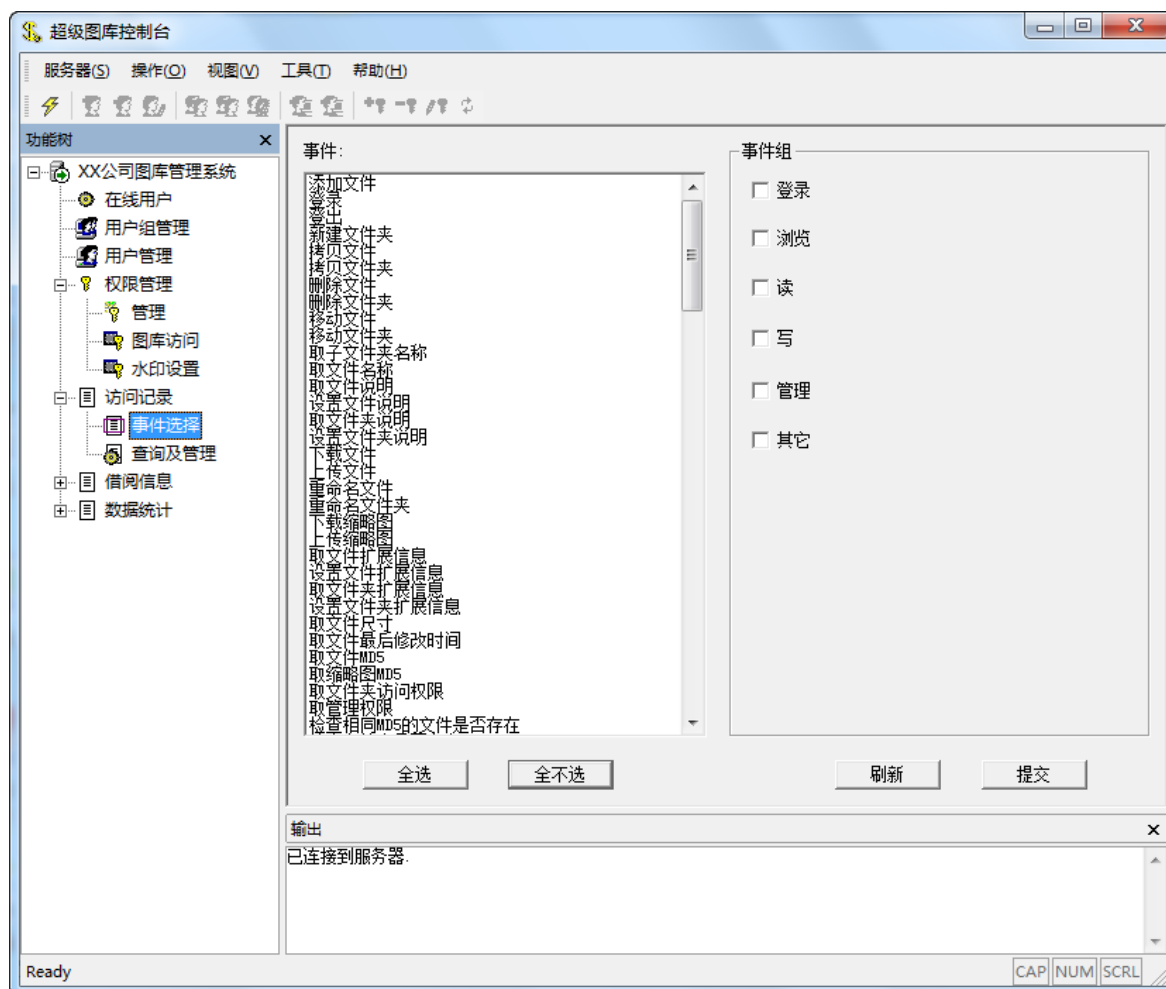 超级图库控制台
服务器(S) 操作(O) 视图(V) 工具(T) 帮助(H)
功能树
XX公司图库管理系统
在线用户
用户组管理
用户管理
权限管理
管理
图库访问
水印设置
访问记录
事件选择
查询及管理
借阅信息
数据统计
事件:
添加文件
登录
登出
新建文件夹
拷贝文件
拷贝文件夹
删除文件
删除文件夹
移动文件
移动文件夹
取子文件夹名称
取文件名称
取文件说明
设置文件说明
取文件夹说明
设置文件夹说明
下载文件
上传文件
重命名文件
重命名文件夹
下载缩略图
上传缩略图
取文件扩展信息
设置文件扩展信息
取文件夹扩展信息
设置文件夹扩展信息
取文件尺寸
取文件最后修改时间
取文件MD5
取缩略图MD5
取文件夹访问权限
取管理权限
检查相同MD5的文件是否存在
事件组
登录
浏览
读
写
管理
其它
全选 全不选 刷新 提交
输出
已连接到服务器.
Ready
CAP NUM SCRL